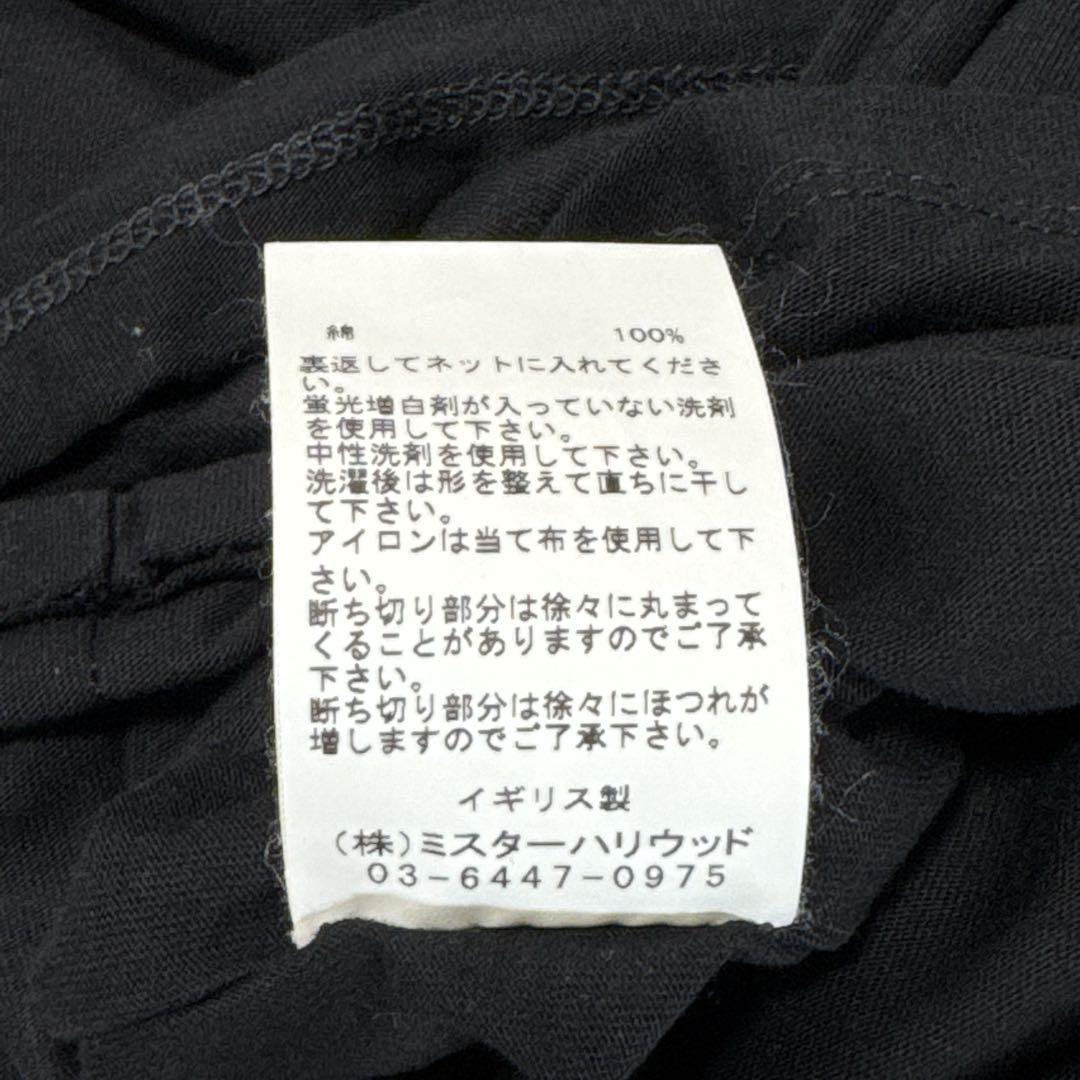 綿 100%
裏返してネットに入れてくださ
い。
蛍光増白剤が入っていない洗剤
を使用して下さい。
中性洗剤を使用して下さい。
洗濯後は形を整えて直ちに干し
て下さい。
アイロンは当て布を使用して下
さい。
断ち切り部分は徐々に丸まって
くることがありますのでご了承
下さい。
断ち切り部分は徐々にほつれが
増しますのでご了承下さい。
イギリス製
(株)ミスターハリウッド
03-6447-0975